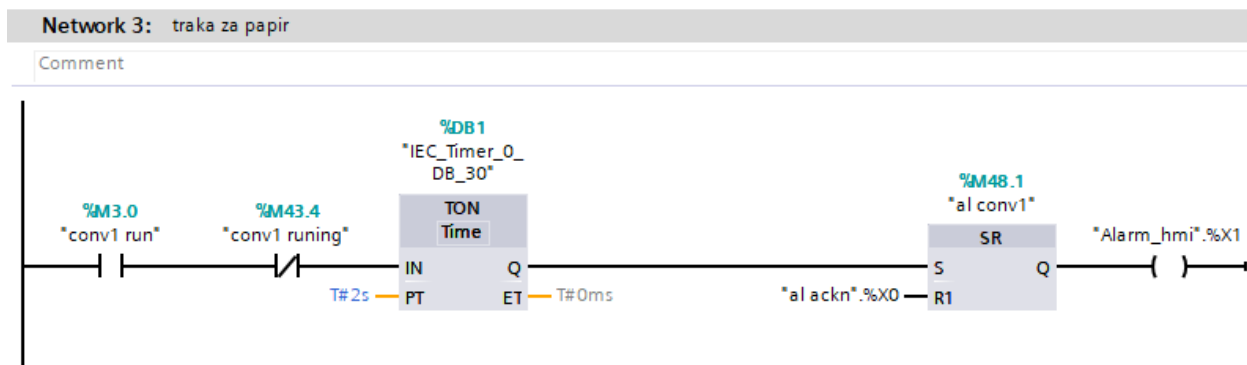 Network 3: traka za papir
Comment
%DB1
"IEC_Timer_0_
DB_30"
%M48.1
"al conv1"
%M3.0
"conv1 run"
%M43.4
"conv1 runing"
TON
Time
SR
"Alarm_hmi".%X1
IN
Q
S
Q
T#2s
PT
ET
T#0ms
"al ackn".%X0
R1